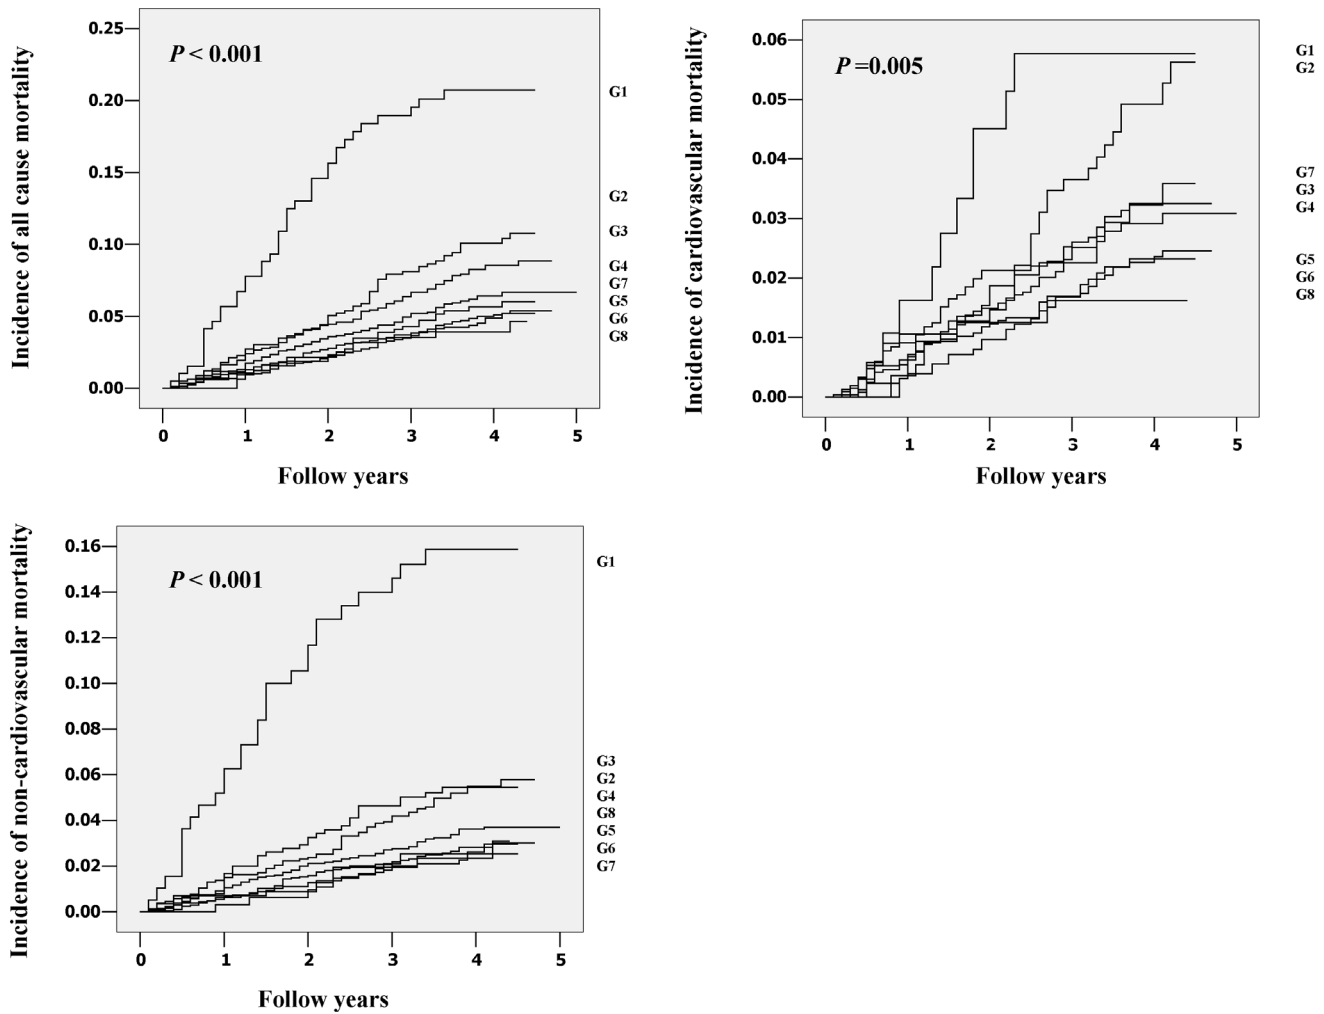 Incidence of all cause mortality
0.25
0.20
0.15
0.10
0.05
0.00
P < 0.001
G1
G2
G3
G4
G7
G5
G6
G8
0 1 2 3 4 5
Follow years
Incidence of cardiovascular mortality
0.06
0.05
0.04
0.03
0.02
0.01
0.00
P =0.005
G1
G2
G7
G3
G4
G5
G6
G8
0 1 2 3 4 5
Follow years
Incidence of non-cardiovascular mortality
0.16
0.14
0.12
0.10
0.08
0.06
0.04
0.02
0.00
P < 0.001
G1
G3
G2
G4
G8
G5
G6
G7
0 1 2 3 4 5
Follow years